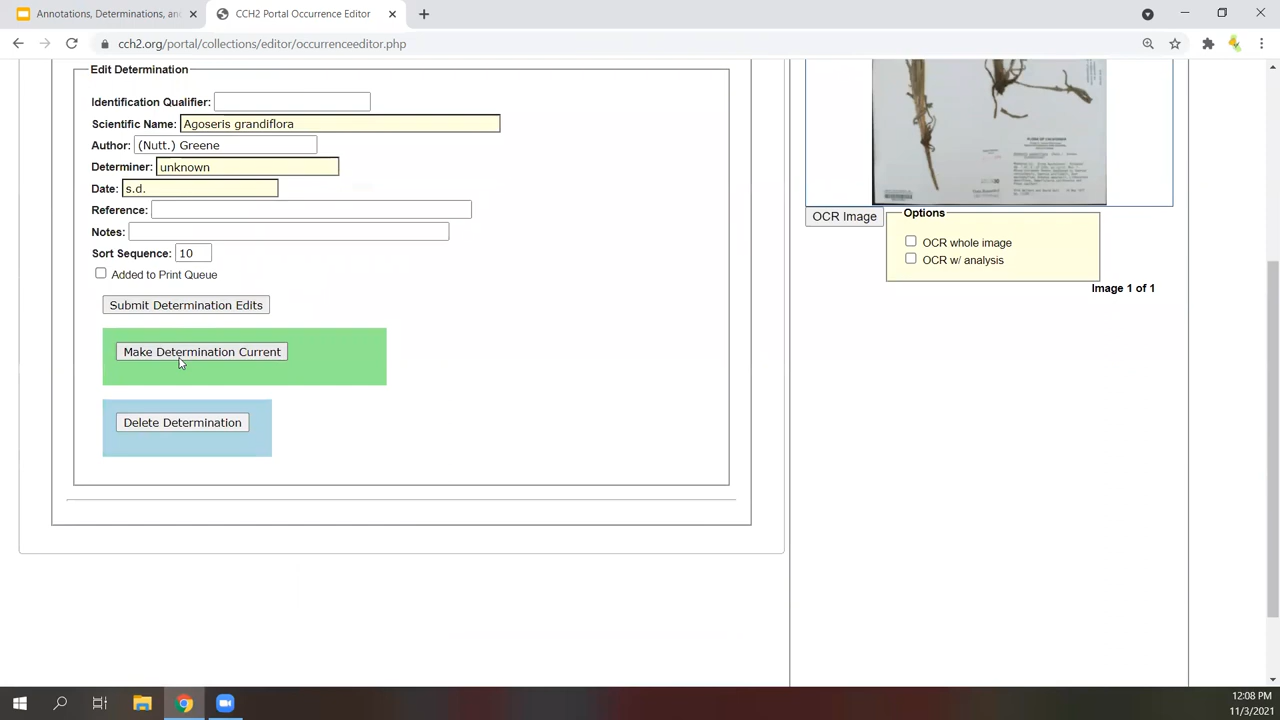 Annotations, Determinations, and
CCH2 Portal Occurrence Editor
cch2.org/portal/collections/editor/occurrenceeditor.php
Edit Determination
Identification Qualifier:
Scientific Name: Agoseris grandiflora
Author: (Nutt.) Greene
Determiner: unknown
Date: s.d.
Reference:
Notes:
Sort Sequence: 10
Added to Print Queue
Submit Determination Edits
Make Determination Current
Delete Determination
OCR Image
Options
OCR whole image
OCR w/ analysis
Image 1 of 1
12:08 PM
11/3/2021